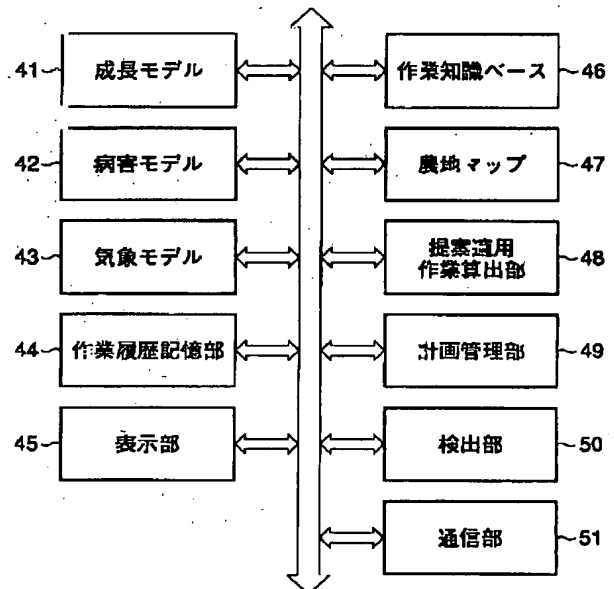 41 成長モデル
42 病害モデル
43 気象モデル
44 作業履歴記憶部
45 表示部
作業知識ベース 46
農地マップ 47
提案適用
作業算出部 48
計画管理部 49
検出部 50
通信部 51